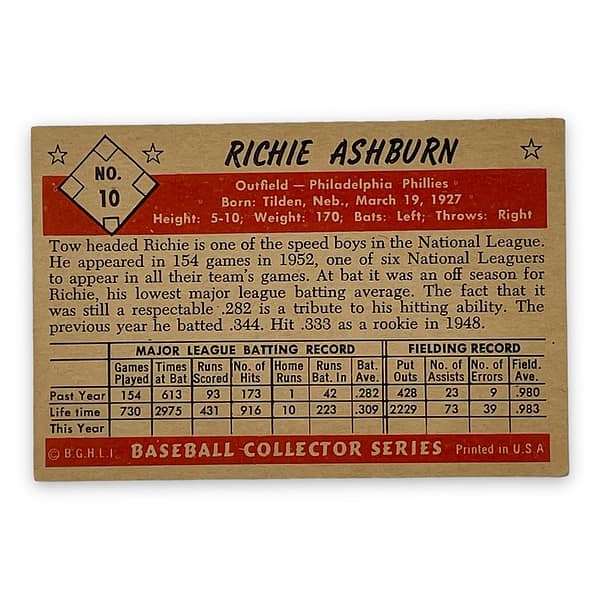 NO. 10
RICHIE ASHBURN
Outfield — Philadelphia Phillies
Born: Tilden, Neb., March 19, 1927
Height: 5-10; Weight: 170; Bats: Left; Throws: Right
Tow headed Richie is one of the speed boys in the National League.
He appeared in 154 games in 1952, one of six National Leaguers
to appear in all their team's games. At bat it was an off season for
Richie, his lowest major league batting average. The fact that it
was still a respectable .282 is a tribute to his hitting ability. The
previous year he batted .344. Hit .333 as a rookie in 1948.
MAJOR LEAGUE BATTING RECORD FIELDING RECORD
Games Times Runs No. of Home Runs Bat. Put No. of No. of Field.
Played at Bat Scored Hits Runs Bat. In Ave. Outs Assists Errors Ave.
Past Year 154 613 93 173 1 42 .282 428 23 9 .980
Life time 730 2975 431 916 10 223 .309 2229 73 39 .983
This Year
© B.G.H.L.I. BASEBALL COLLECTOR SERIES Printed in U.S.A